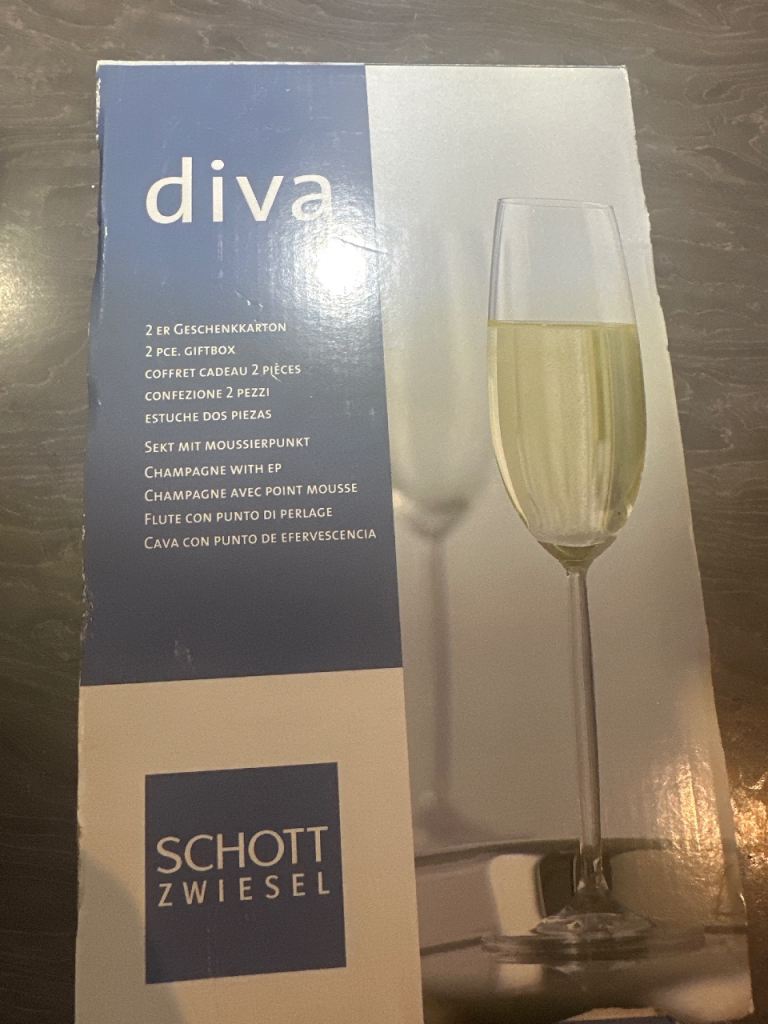 diva
2 ER GESCHENKKARTON
2 PCE. GIFTBOX
COFFRET CADEAU 2 PIÈCES
CONFEZIONE 2 PEZZI
ESTUCHE DOS PIEZAS
SEKT MIT MOUSSIERPUNKT
CHAMPAGNE WITH EP
CHAMPAGNE AVEC POINT MOUSSE
FLUTE CON PUNTO DI PERLAGE
CAVA CON PUNTO DE EFERVESCENCIA
SCHOTT
ZWIESEL